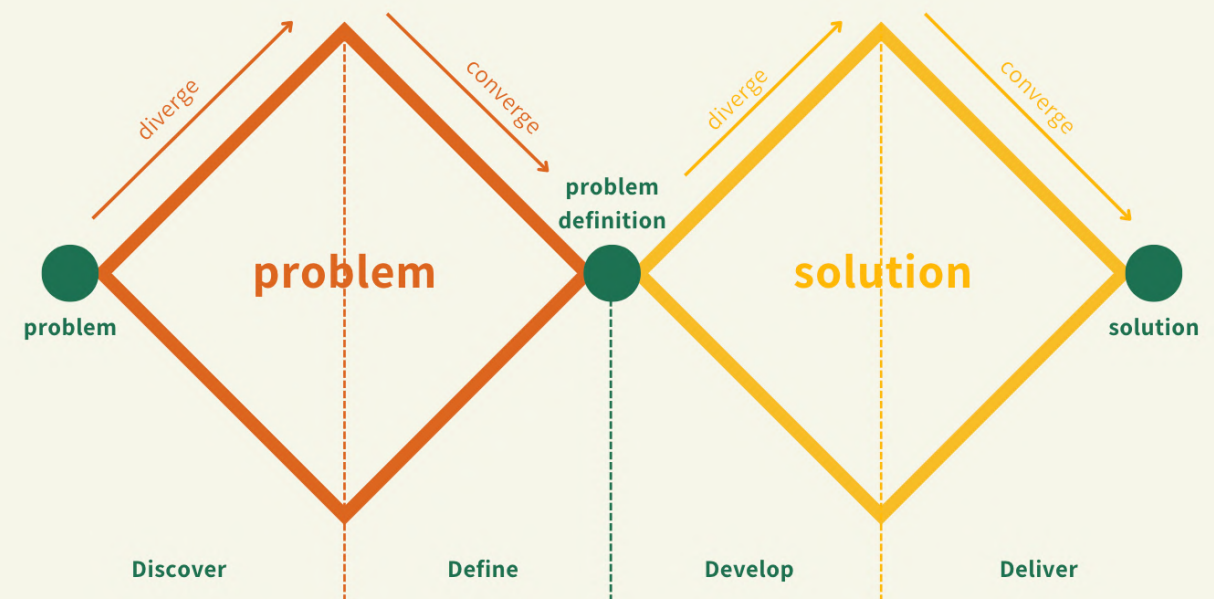 diverge
converge
diverge
converge
problem
definition
problem
solution
problem
solution
Discover
Define
Develop
Deliver